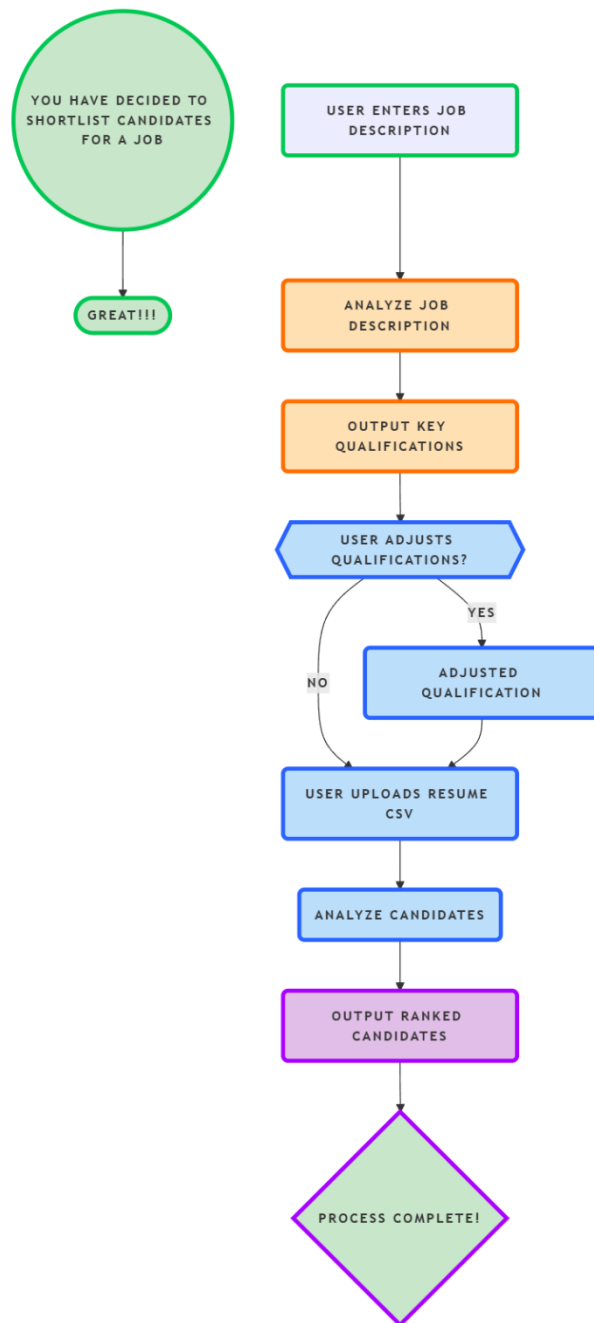 YOU HAVE DECIDED TO
SHORTLIST CANDIDATES
FOR A JOB
GREAT!!!
USER ENTERS JOB
DESCRIPTION
ANALYZE JOB
DESCRIPTION
OUTPUT KEY
QUALIFICATIONS
USER ADJUSTS
QUALIFICATIONS?
YES
NO
ADJUSTED
QUALIFICATION
USER UPLOADS RESUME
CSV
ANALYZE CANDIDATES
OUTPUT RANKED
CANDIDATES
PROCESS COMPLETE!